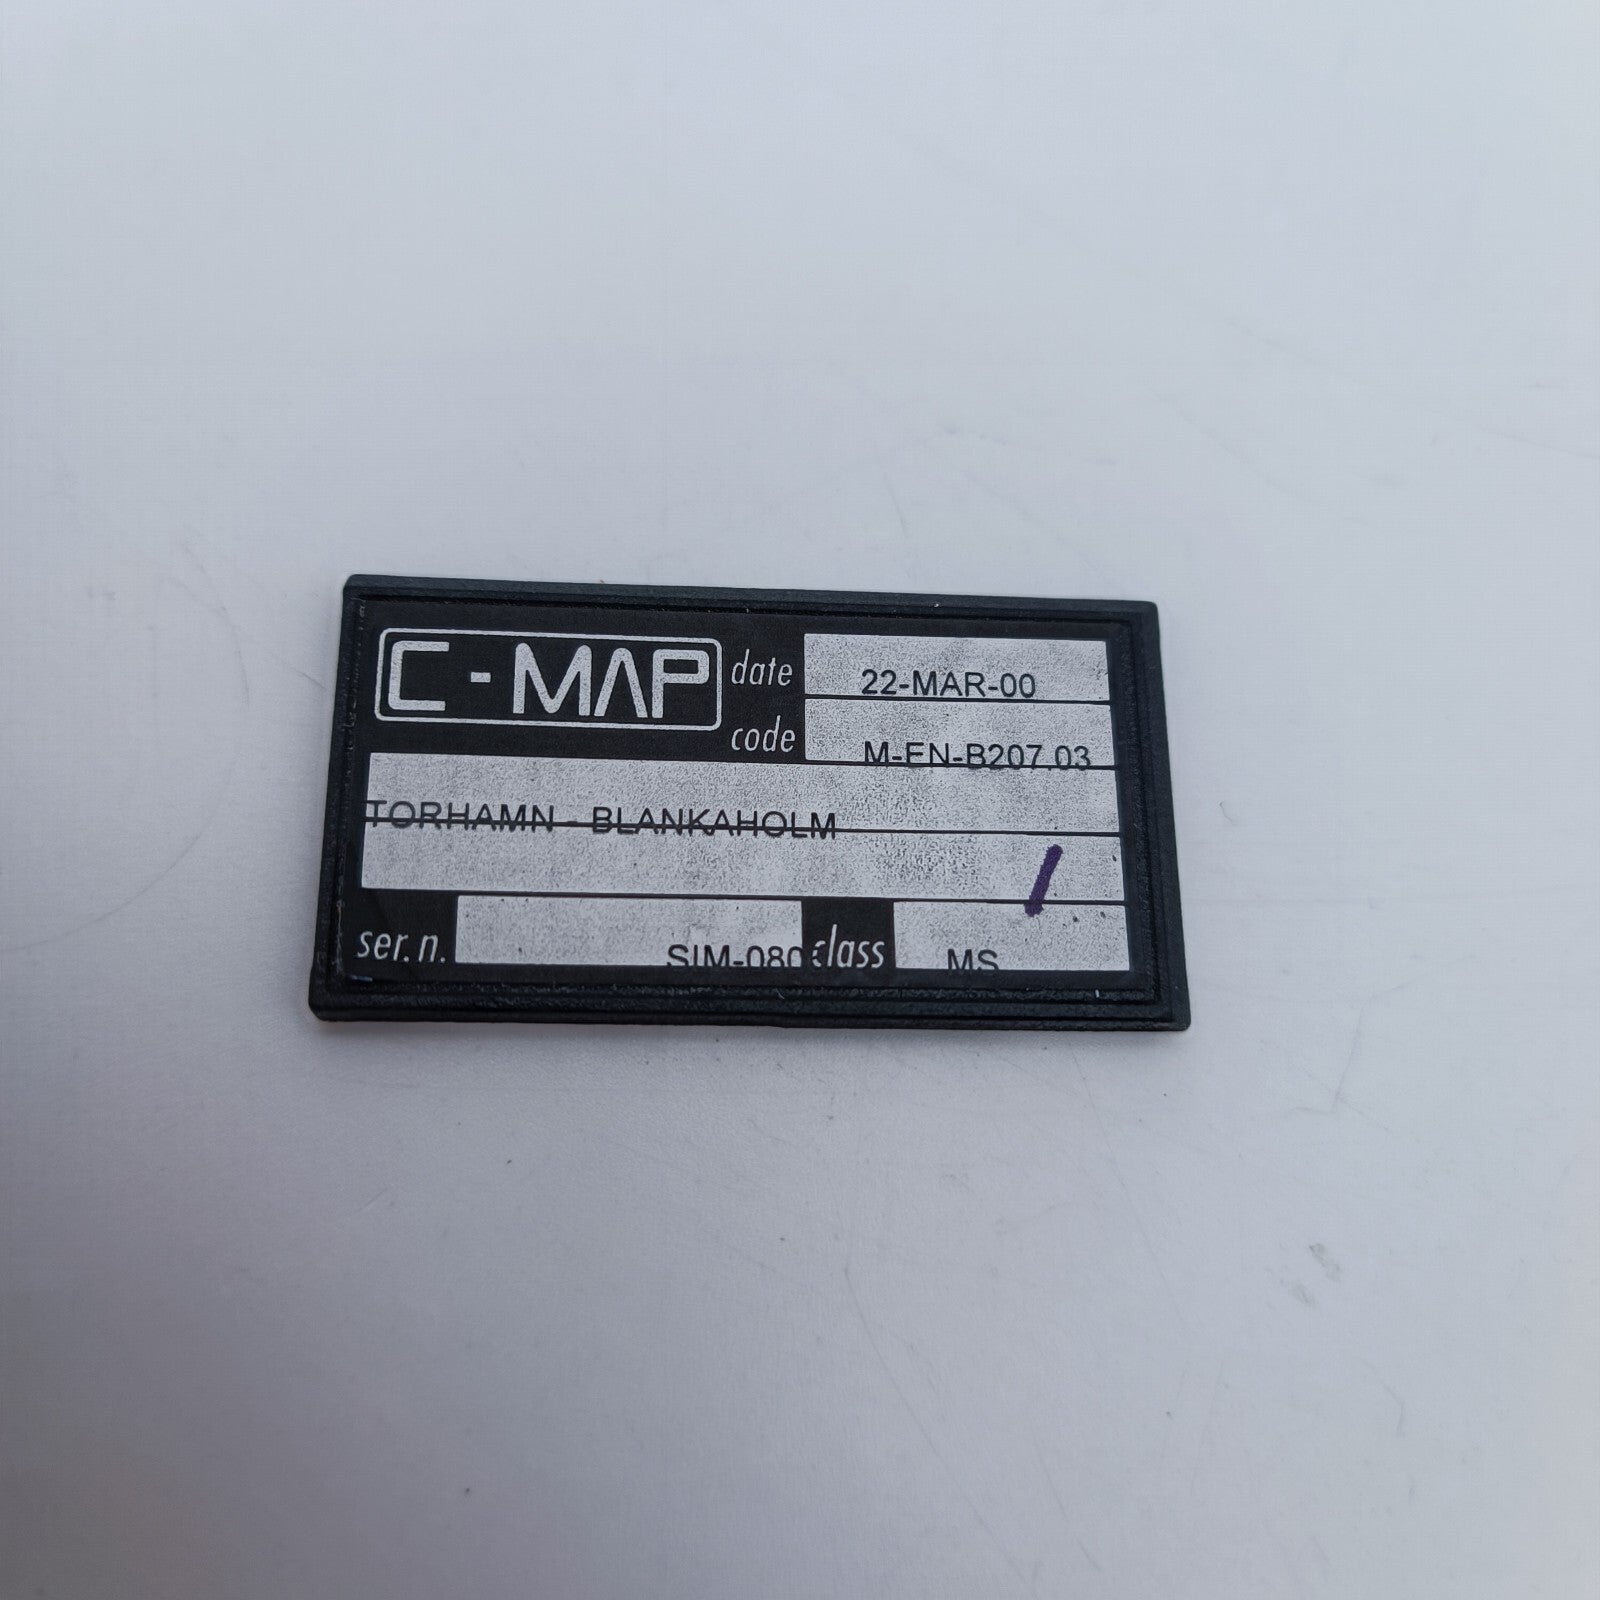 C-MAP date 22-MAR-00
code M-EN-B207.03
TORHAMN - BLANKAHOLM
ser. n. SIM-080 class MS